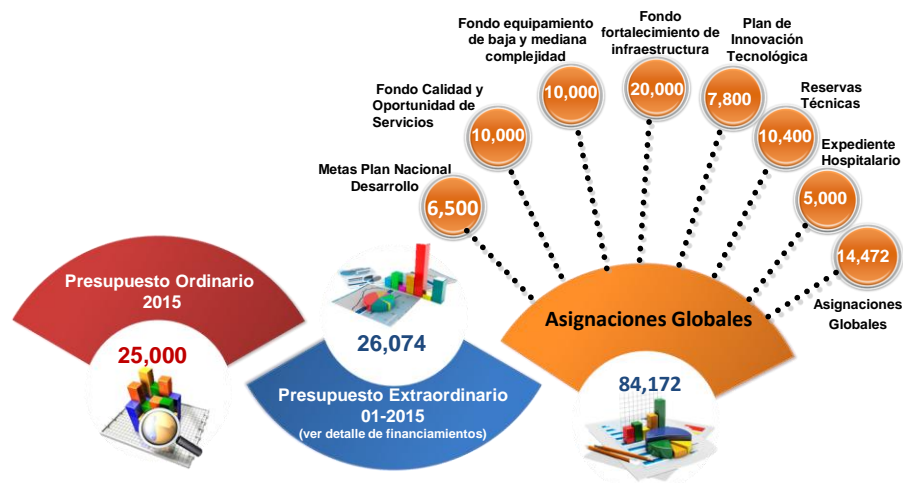 Metas Plan Nacional
Desarrollo
6,500
Fondo Calidad y
Oportunidad de
Servicios
10,000
Fondo equipamiento
de baja y mediana
complejidad
10,000
Fondo
fortalecimiento de
infraestructura
20,000
Plan de
Innovación
Tecnológica
7,800
Reservas
Técnicas
10,400
Expediente
Hospitalario
5,000
14,472
Asignaciones
Globales
Presupuesto Ordinario
2015
25,000
26,074
Presupuesto Extraordinario
01-2015
(ver detalle de financiamientos)
Asignaciones Globales
84,172